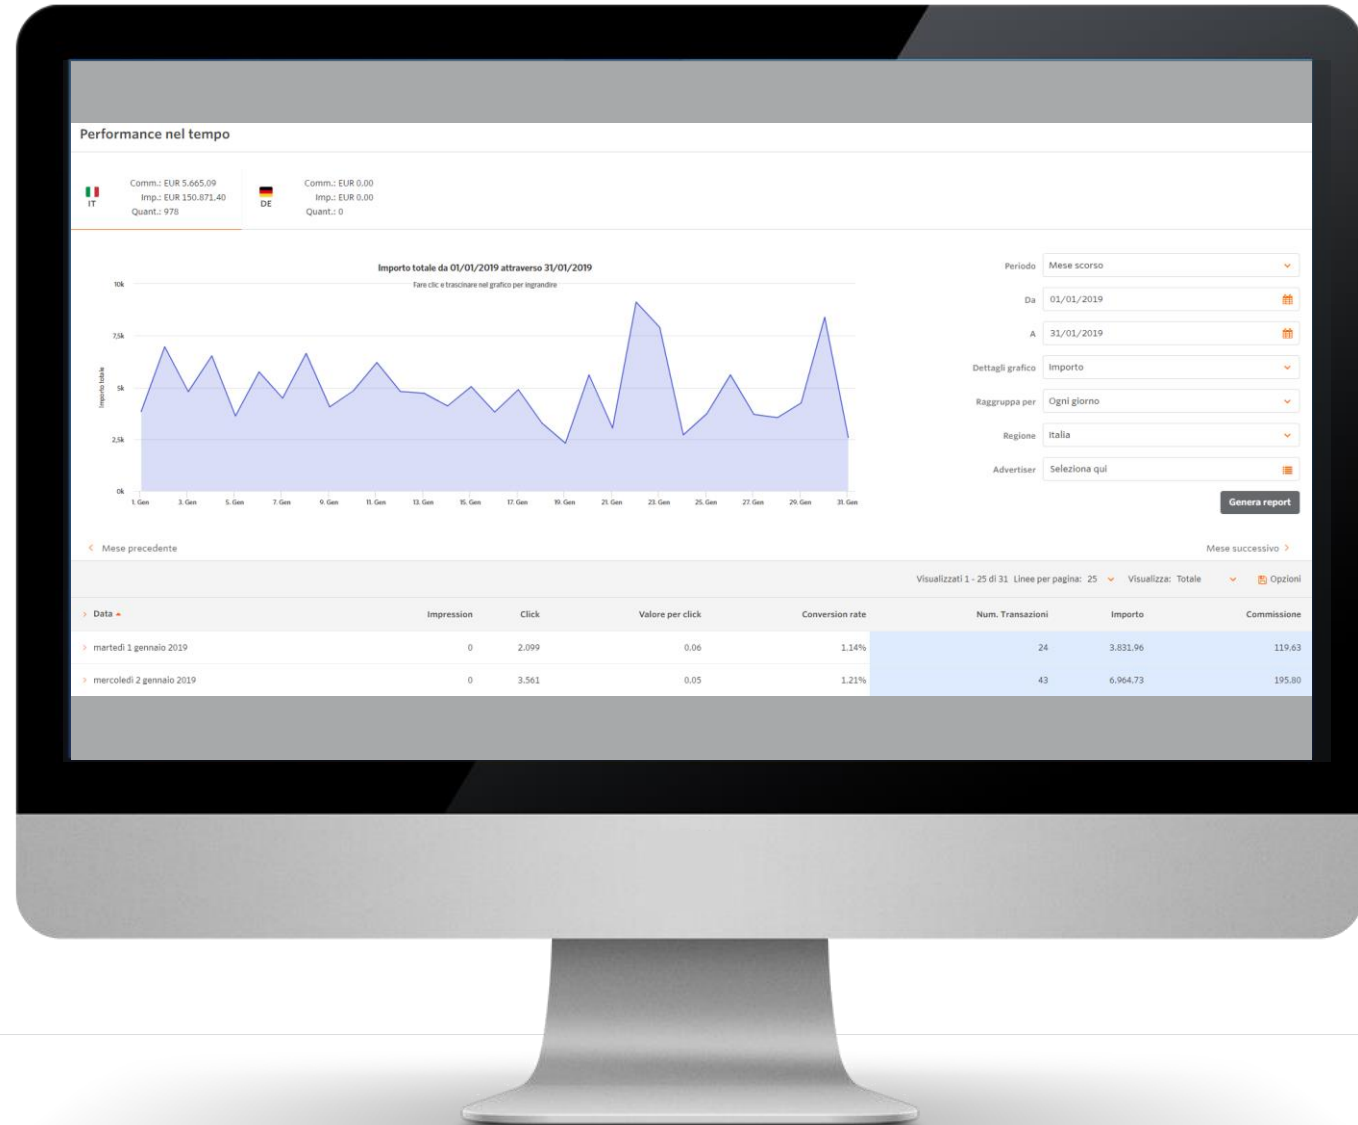 Performance nel tempo
IT
Comm.: EUR 5.665,09
Imp.: EUR 150.871,40
Quant.: 978
DE
Comm.: EUR 0.00
Imp.: EUR 0.00
Quant.: 0
Importo totale da 01/01/2019 attraverso 31/01/2019
Fare clic e trascinare nel grafico per ingrandire
Importo totale
10k
7,5k
5k
2,5k
0k
1. Gen 3. Gen 5. Gen 7. Gen 9. Gen 11. Gen 13. Gen 15. Gen 17. Gen 19. Gen 21. Gen 23. Gen 25. Gen 27. Gen 29. Gen 31. Gen
Periodo Mese scorso
Da 01/01/2019
A 31/01/2019
Dettagli grafico Importo
Raggruppa per Ogni giorno
Regione Italia
Advertiser Seleziona qui
Genera report
Mese precedente
Mese successivo
Visualizzati 1 - 25 di 31 Linee per pagina: 25 Visualizza: Totale Opzioni
Data Impression Click Valore per click Conversion rate Num. Transazioni Importo Commissione
martedì 1 gennaio 2019 0 2.099 0,06 1.14% 24 3.831,96 119,63
mercoledì 2 gennaio 2019 0 3.561 0,05 1.21% 43 6.964,73 195,80